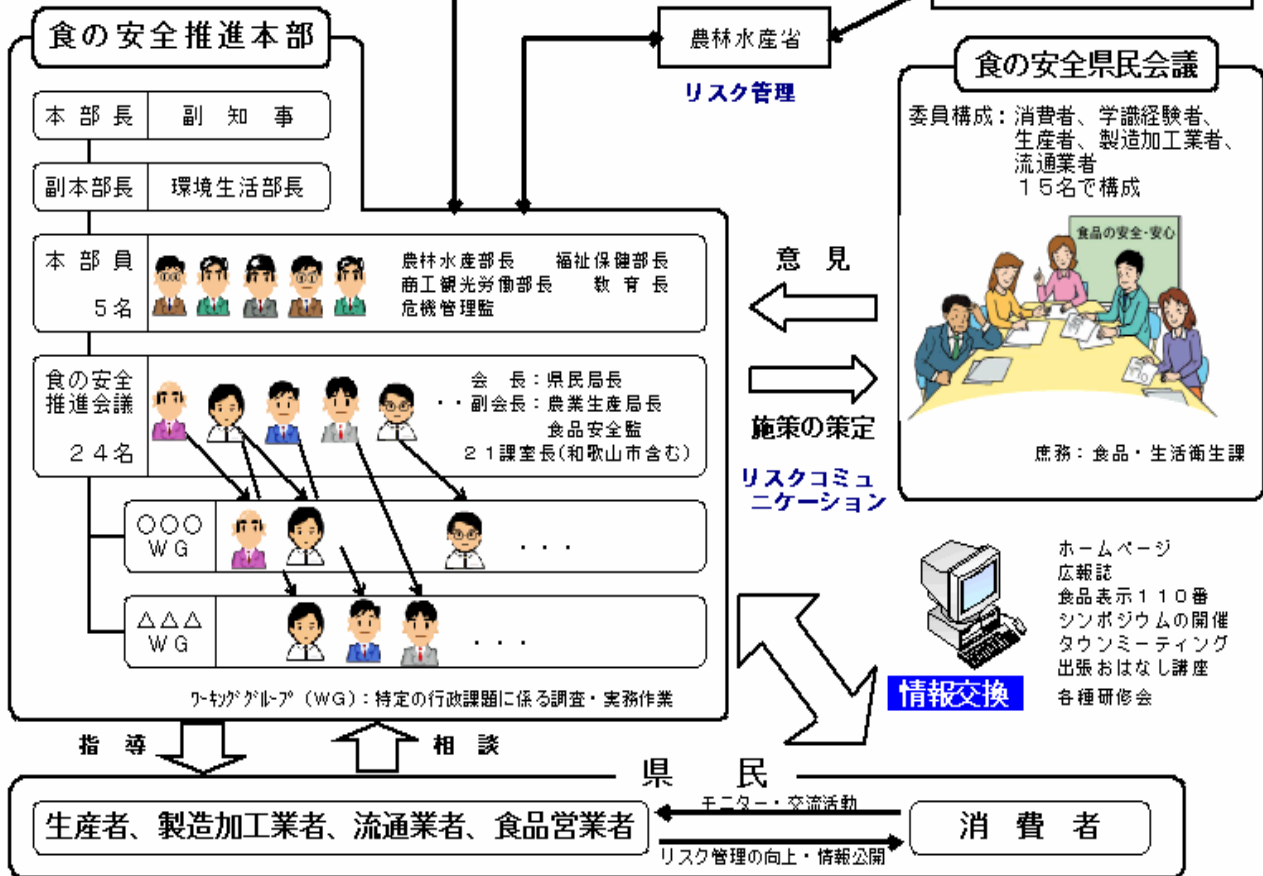 食の安全推進本部
本部長 副知事
副本部長 環境生活部長
本部員
5名
農林水産部長 福祉保健部長
商工観光労働部長 教育長
危機管理監
食の安全
推進会議
24名
会 長:県民局長
・・副会長:農業生産局長
食品安全監
21課室長(和歌山市含む)
○○○
WG
・・・
△△△
WG
・・・
ワーキンググループ(WG):特定の行政課題に係る調査・実務作業
農林水産省
リスク管理
意見
施策の策定
リスクコミュ
ニケーション
食の安全県民会議
委員構成:消費者、学識経験者、
生産者、製造加工業者、
流通業者
15名で構成
食品の安全・安心
庶務:食品・生活衛生課
ホームページ
広報誌
食品表示110番
シンポジウムの開催
タウンミーティング
出張おはなし講座
各種研修会
情報交換
指導
相談
県民
生産者、製造加工業者、流通業者、食品営業者
モニター・交流活動
リスク管理の向上・情報公開
消費者